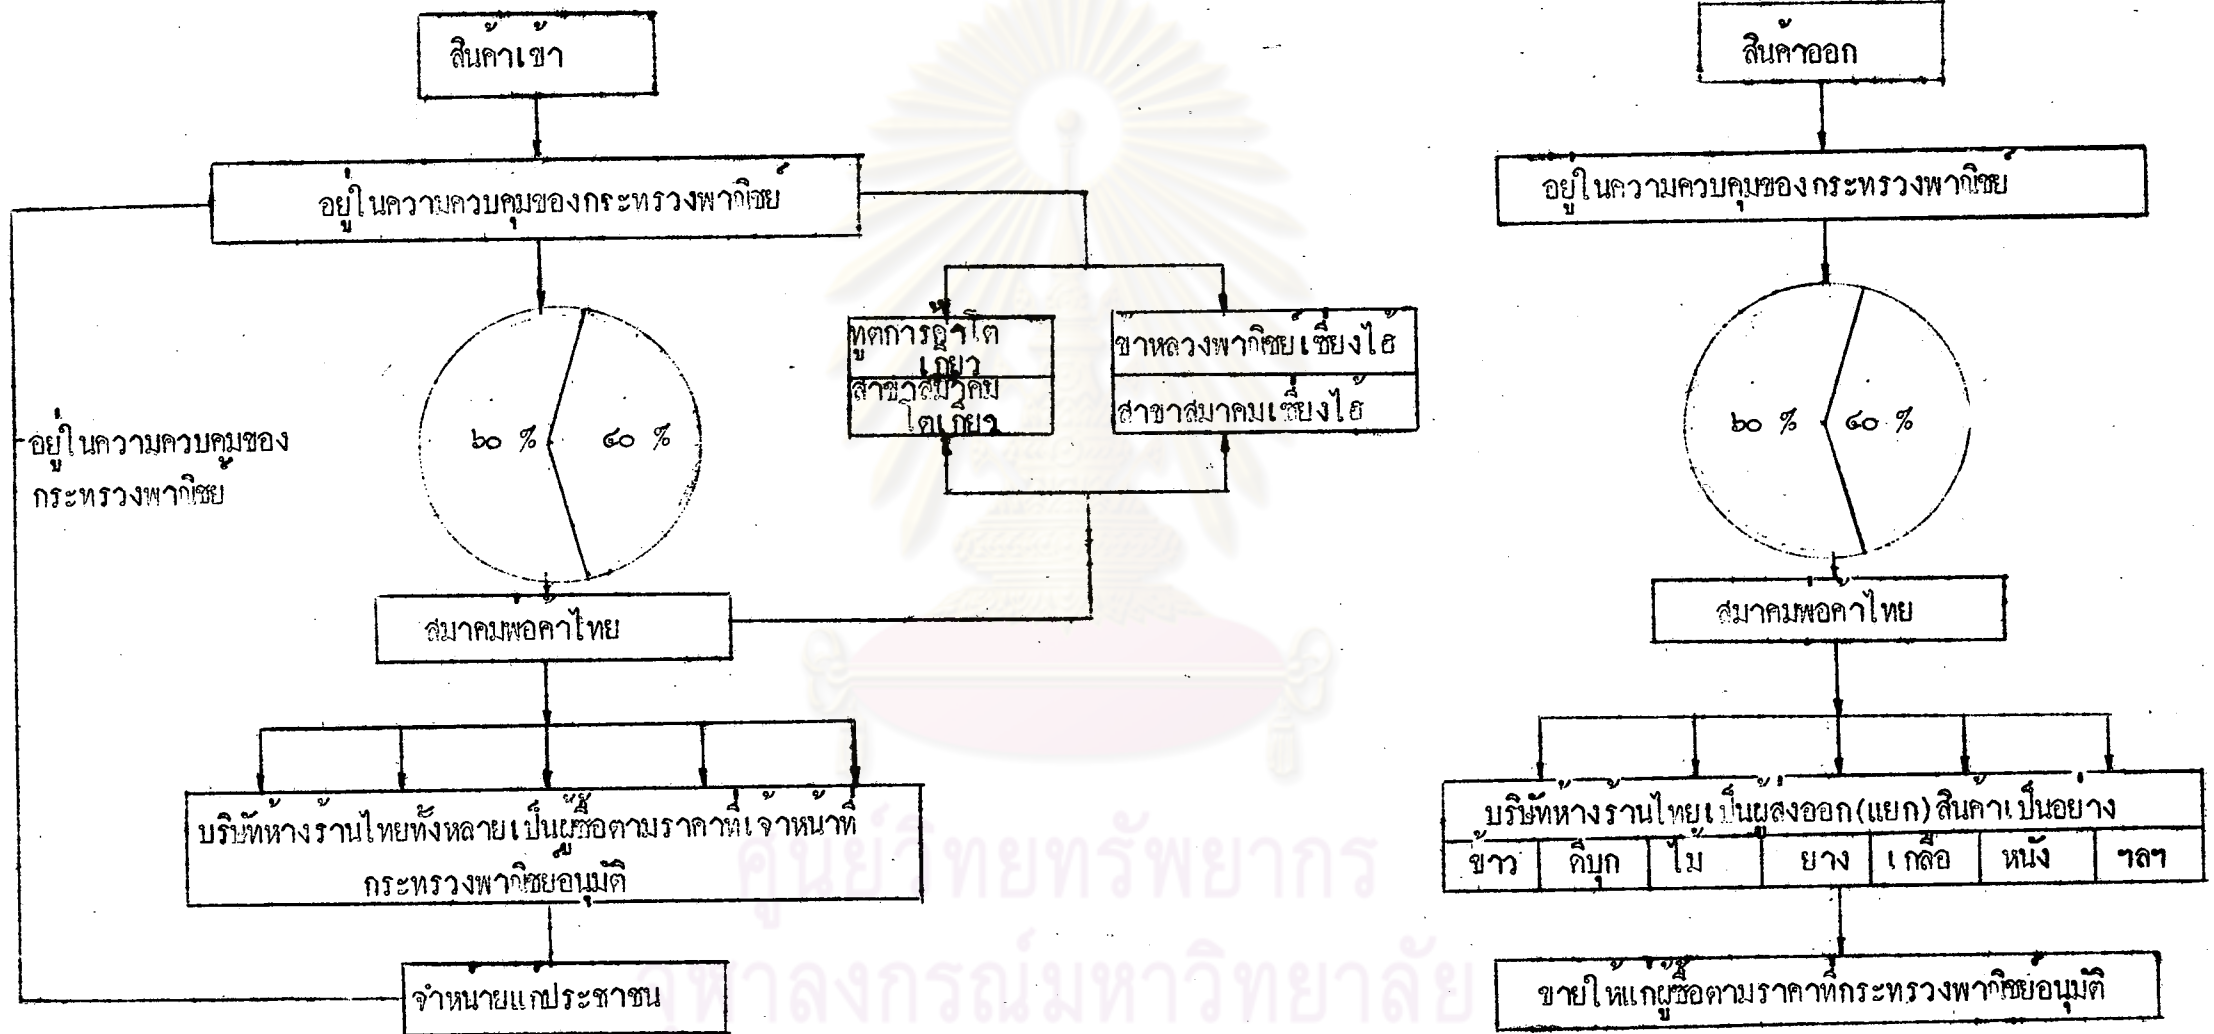 สินค้าเข้า
อยู่ในความควบคุมของกระทรวงพาณิชย์
ทูตการค้าโต
เกียว
สาขาสมาคม
โตเกียว
ข้าหลวงพาณิชย์เซี่ยงไฮ้
สาขาสมาคมเซี่ยงไฮ้
๖๐ % ๔๐ %
อยู่ในความควบคุมของ
กระทรวงพาณิชย์
สมาคมพ่อค้าไทย
บริษัทห้างร้านไทยทั้งหลายเป็นผู้ซื้อตามราคาที่เจ้าหน้าที่
กระทรวงพาณิชย์อนุมัติ
จำหน่ายแก่ประชาชน
สินค้าออก
อยู่ในความควบคุมของกระทรวงพาณิชย์
๖๐ % ๔๐ %
สมาคมพ่อค้าไทย
บริษัทห้างร้านไทยเป็นผู้ส่งออก(แยก)สินค้าเป็นอย่าง
ข้าว ดีบุก ไม้ ยาง เกลือ หนัง ฯลฯ
ขายให้แก่ผู้ซื้อตามราคาที่กระทรวงพาณิชย์อนุมัติ
ศูนย์วิทยทรัพยากร
จุฬาลงกรณ์มหาวิทยาลัย